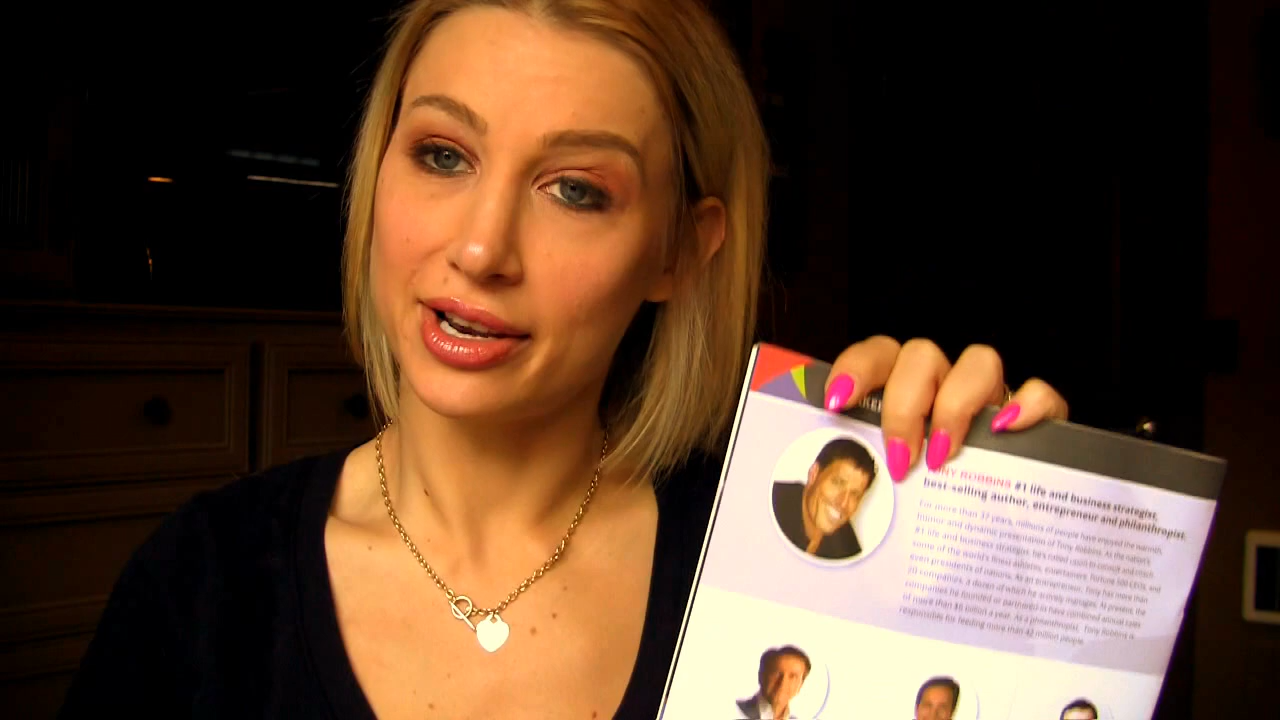 TONY ROBBINS #1 life and business strategist,
best-selling author, entrepreneur and philanthropist.
For more than 37 years, millions of people have enjoyed the warmth,
humor and dynamic presentation of Tony Robbins. As the nation's
#1 life and business strategist, he's called upon to consult and coach
some of the world's finest athletes, entertainers, Fortune 500 CEOs, and
even presidents of nations. As an entrepreneur, Tony has more than
20 companies, a dozen of which he actively manages. At present, the
companies he founded or partnered in have combined annual sales
of more than $6 billion a year. As a philanthropist, Tony Robbins is
responsible for feeding more than 42 million people.